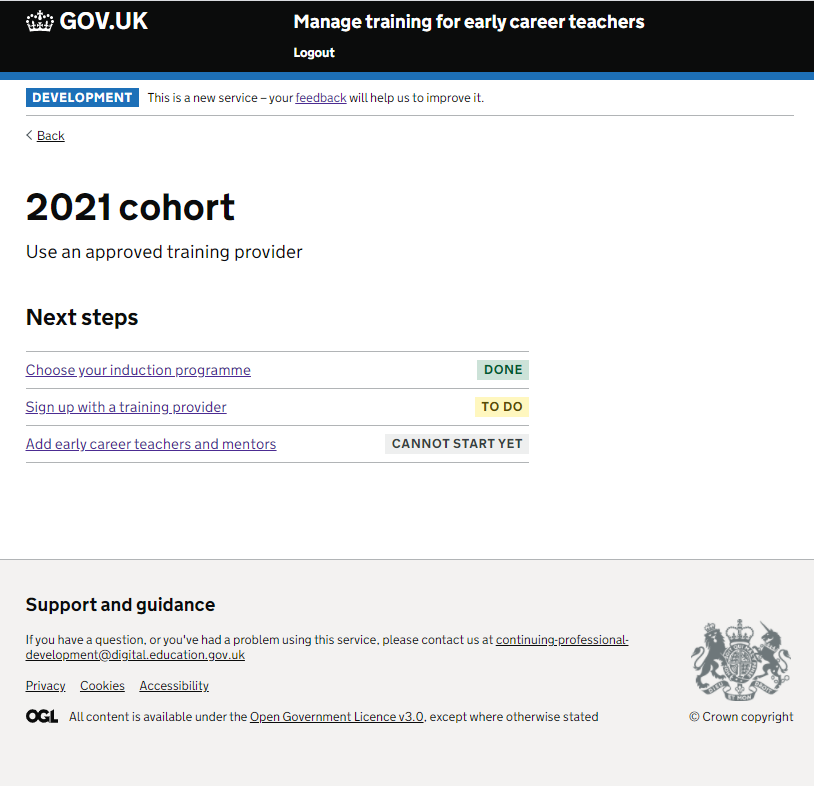 GOV.UK
Manage training for early career teachers
Logout
DEVELOPMENT This is a new service – your feedback will help us to improve it.
Back
2021 cohort
Use an approved training provider
Next steps
Choose your induction programme DONE
Sign up with a training provider TO DO
Add early career teachers and mentors CANNOT START YET
Support and guidance
If you have a question, or you've had a problem using this service, please contact us at continuing-professional-
development@digital.education.gov.uk
Privacy Cookies Accessibility
OGL All content is available under the Open Government Licence v3.0, except where otherwise stated
© Crown copyright